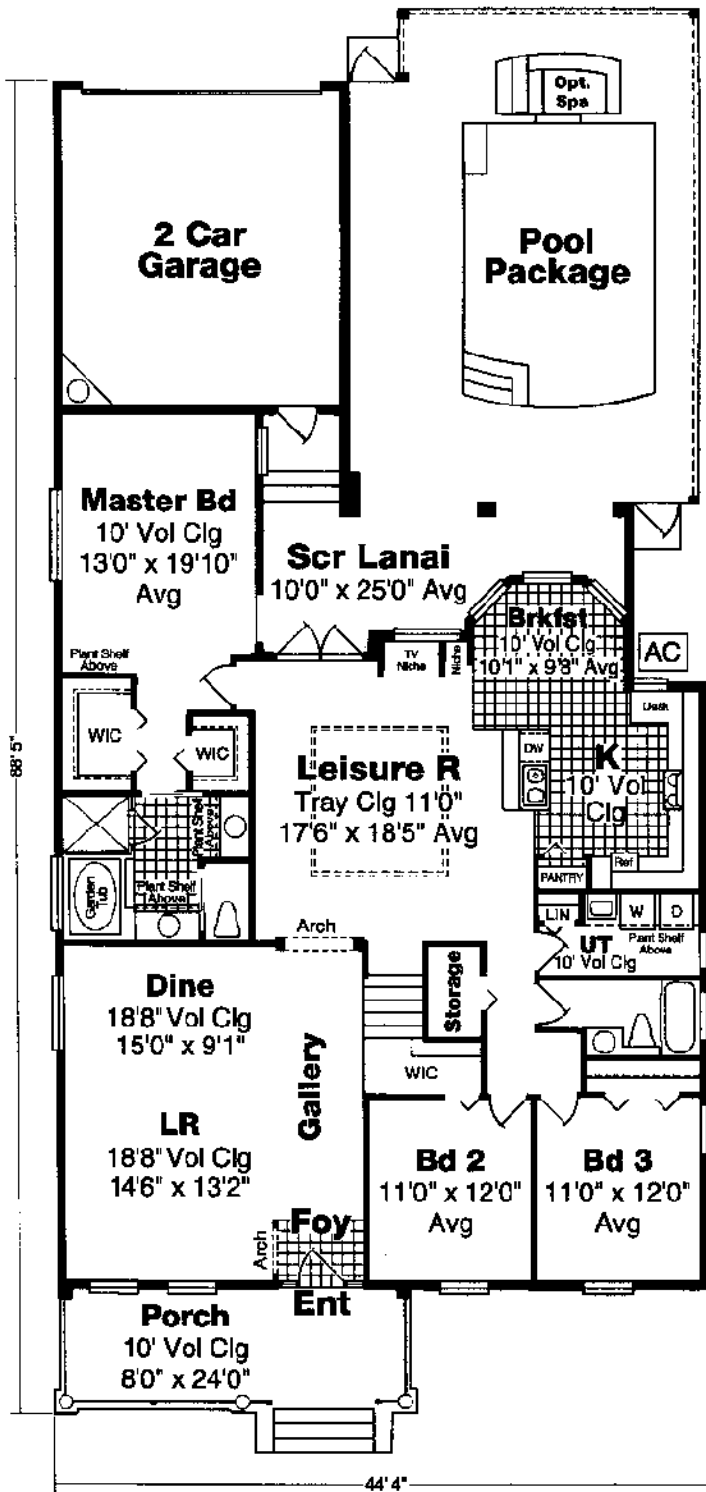 Opt.
Spa
2 Car
Garage
Pool
Package
Master Bd
10' Vol Clg
13'0" x 19'10"
Avg
Scr Lanai
10'0" x 25'0" Avg
Brkfst
10' Vol Clg
10'1" x 9'8" Avg
AC
Plant Shelf
Above
TV
Niche
Niche
Desk
WIC
WIC
DW
K
10' Vol
Clg
Leisure R
Tray Clg 11'0"
17'6" x 18'5" Avg
Plant Shelf
Above
Ref
PANTRY
Garden
Tub
Plant Shelf
Above
LIN
W
D
UT
Plant Shelf
Above
10' Vol Clg
Arch
Storage
Dine
18'8" Vol Clg
15'0" x 9'1"
Gallery
WIC
LR
18'8" Vol Clg
14'6" x 13'2"
Bd 2
11'0" x 12'0"
Avg
Bd 3
11'0" x 12'0"
Avg
Arch
Foy
Ent
Porch
10' Vol Clg
8'0" x 24'0"
88'5"
44'4"